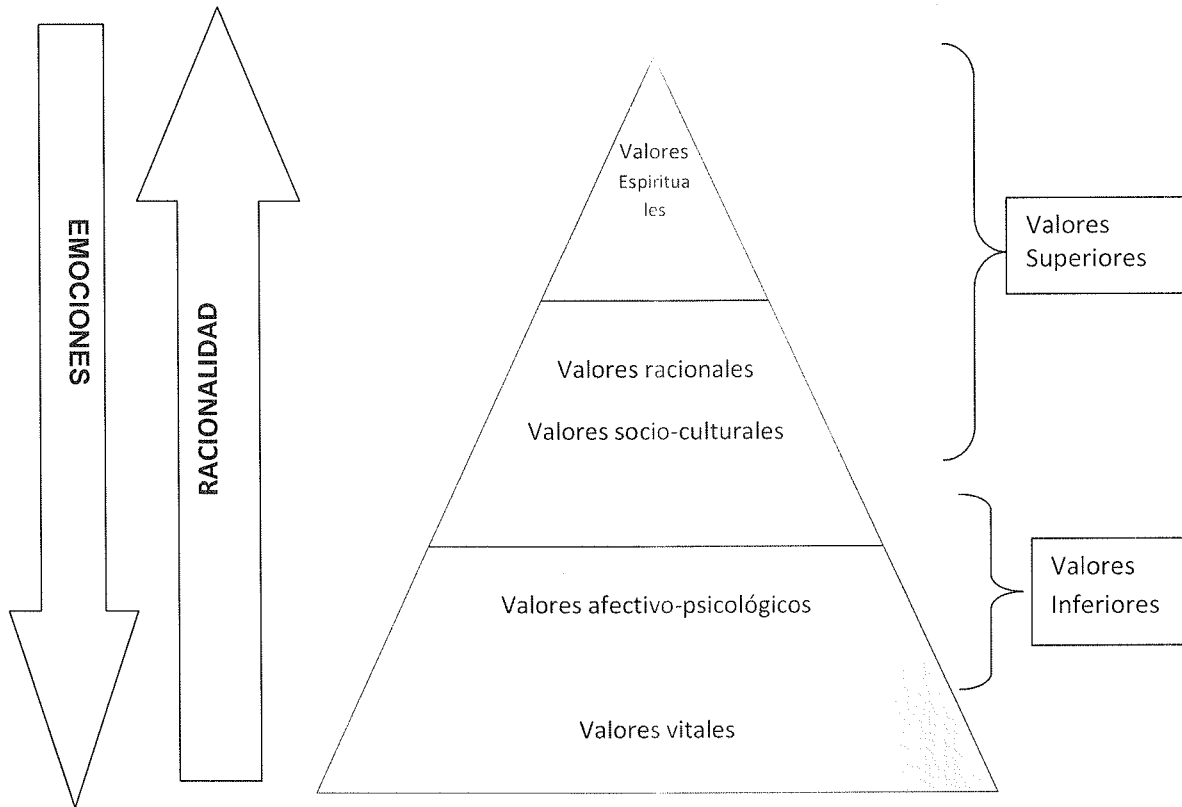 EMOCIONES
RACIONALIDAD
Valores
Espiritua
les
Valores racionales
Valores socio-culturales
Valores afectivo-psicológicos
Valores vitales
Valores
Superiores
Valores
Inferiores